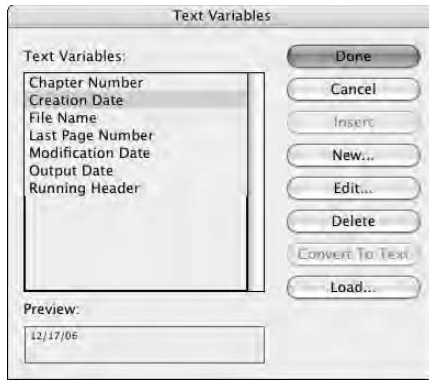 Text Variables
Text Variables:
Chapter Number
Creation Date
File Name
Last Page Number
Modification Date
Output Date
Running Header
Done
Cancel
Insert
New...
Edit...
Delete
Convert To Text
Load...
Preview:
12/17/06